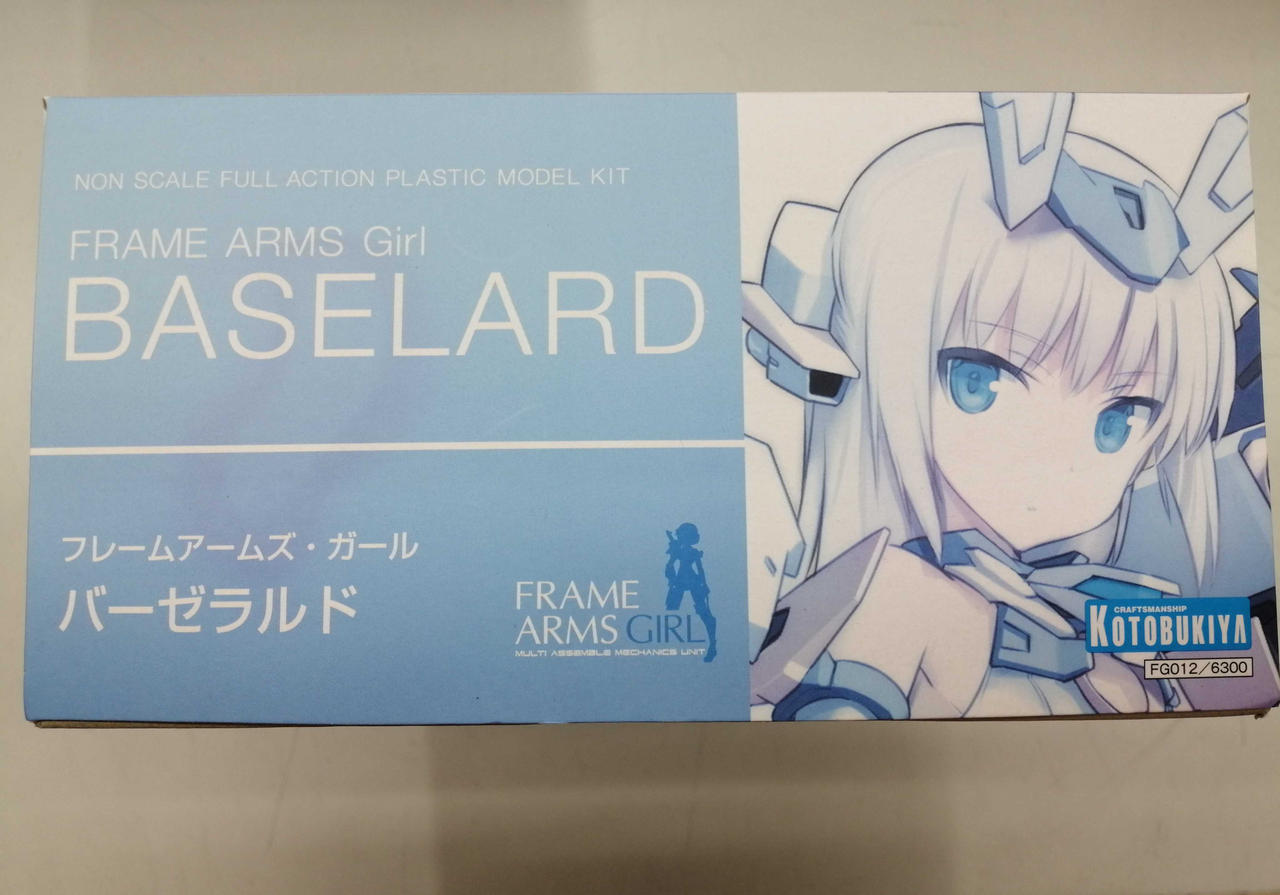 NON SCALE FULL ACTION PLASTIC MODEL KIT
FRAME ARMS Girl
BASELARD
フレームアームズ・ガール
バーゼラルド
FRAME
ARMS GIRL
MULTI ASSEMBLE MECHANICS UNIT
CRAFTSMANSHIP
KOTOBUKIYA
FG012/6300